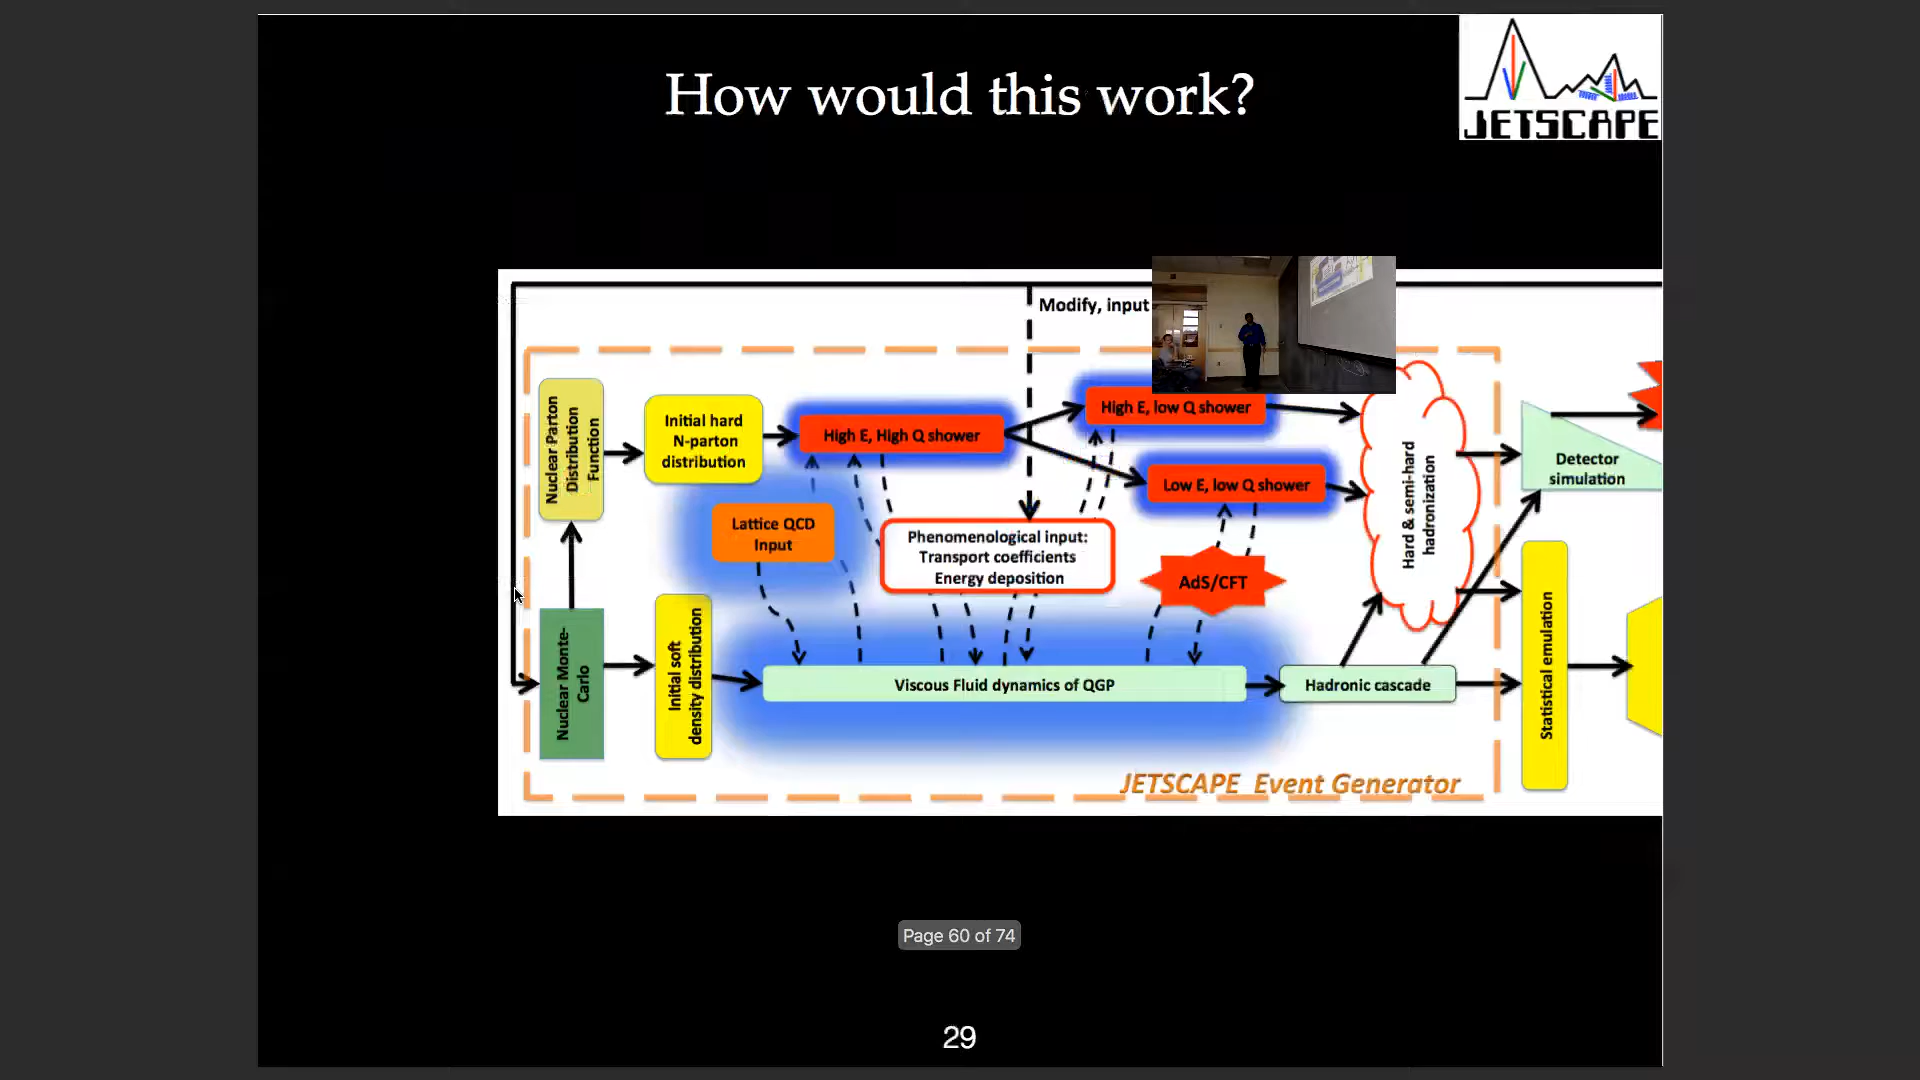 How would this work?
JETSCAPE
Modify, input
Nuclear Parton
Distribution
Function
Initial hard
N-parton
distribution
High E, High Q shower
High E, low Q shower
Low E, low Q shower
Hard & semi-hard
hadronization
Detector
simulation
Lattice QCD
Input
Phenomenological input:
Transport coefficients
Energy deposition
AdS/CFT
Nuclear Monte-
Carlo
Initial soft
density distribution
Viscous Fluid dynamics of QGP
Hadronic cascade
Statistical emulation
JETSCAPE Event Generator
Page 60 of 74
29